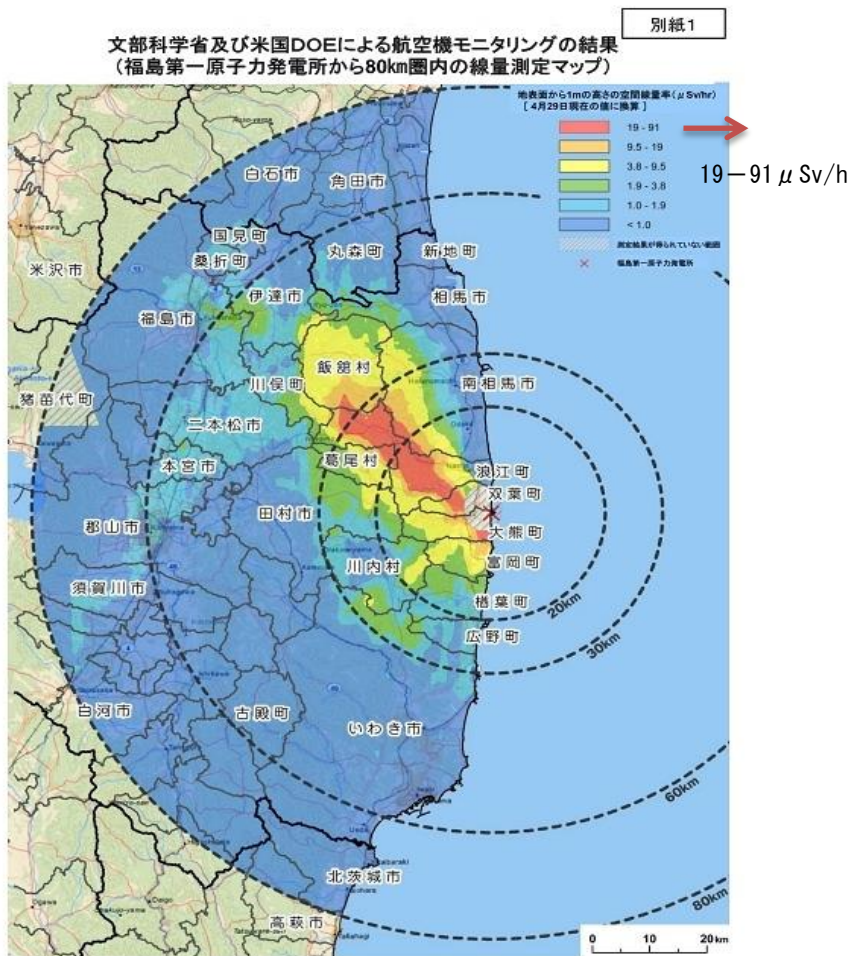 別紙1
文部科学省及び米国DOEによる航空機モニタリングの結果
(福島第一原子力発電所から80km圏内の線量測定マップ)
地表面から1mの高さの空間線量率(μSv/hr)
[ 4月29日現在の値に換算 ]
19 - 91
9.5 - 19
3.8 - 9.5
1.9 - 3.8
1.0 - 1.9
< 1.0
測定結果が得られていない範囲
福島第一原子力発電所
19-91μSv/h
白石市
角田市
国見町
丸森町
新地町
桑折町
米沢市
伊達市
相馬市
福島市
飯舘村
川俣町
南相馬市
猪苗代町
二本松市
本宮市
葛尾村
浪江町
双葉町
田村市
郡山市
大熊町
川内村
富岡町
須賀川市
楢葉町
20km
広野町
30km
白河市
古殿町
いわき市
60km
北茨城市
80km
高萩市
0 10 20 km